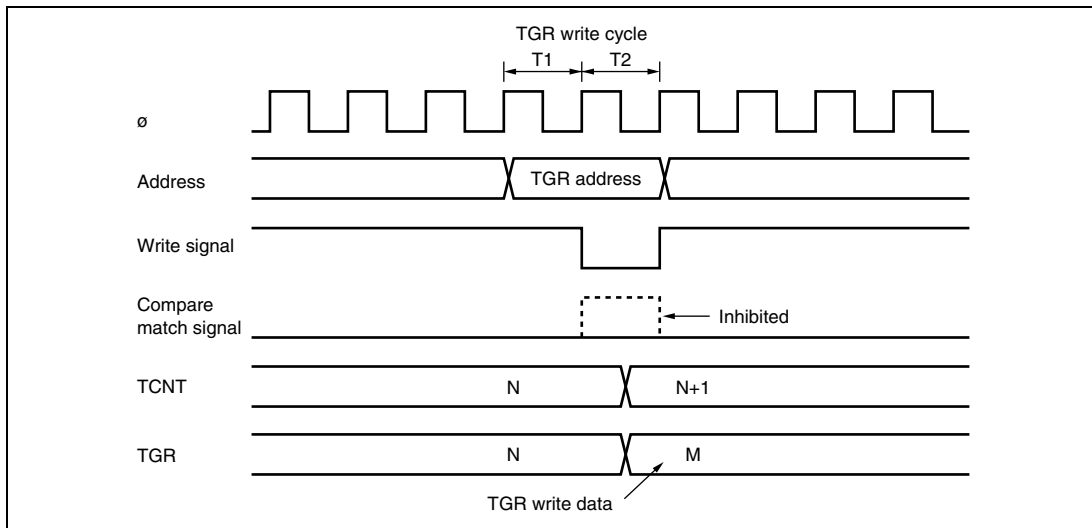 TGR write cycle
T1 T2
ø
Address TGR address
Write signal
Compare
match signal Inhibited
TCNT N N+1
TGR N M
TGR write data